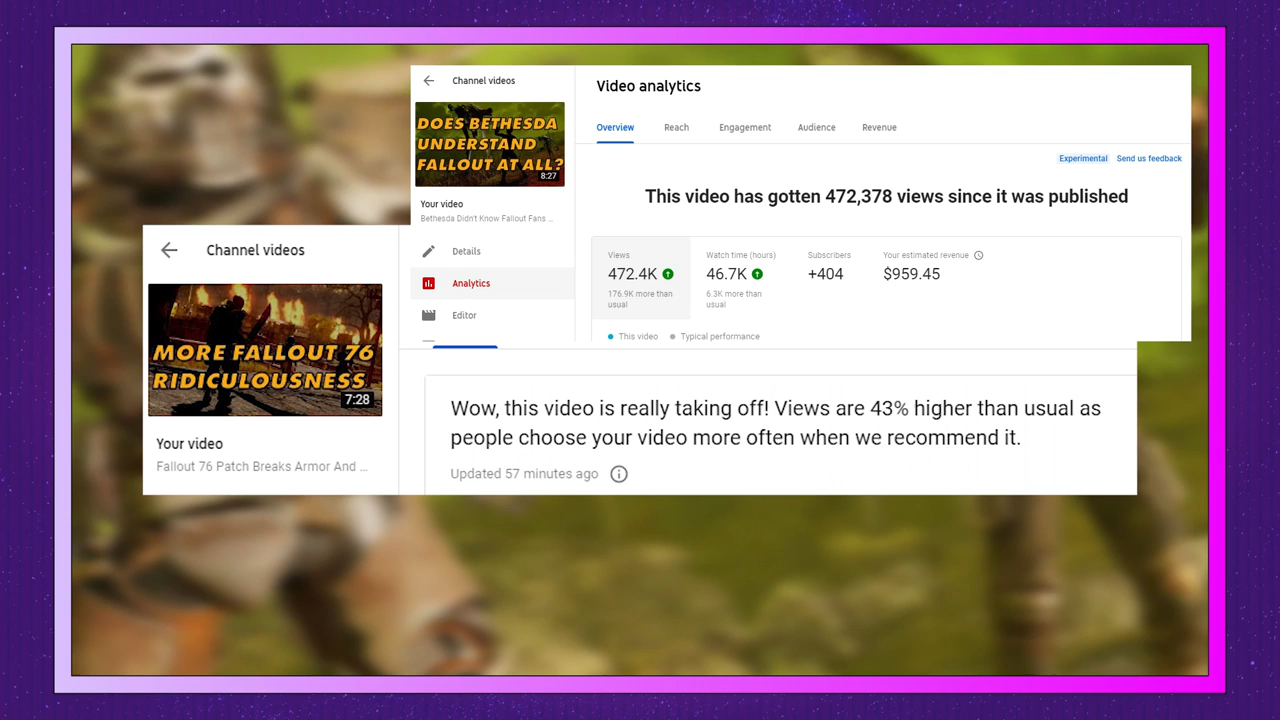 Channel videos
DOES BETHESDA
UNDERSTAND
FALLOUT AT ALL?
8:27
Your video
Bethesda Didn't Know Fallout Fans ...
Details
Analytics
Editor
Video analytics
Overview Reach Engagement Audience Revenue
Experimental Send us feedback
This video has gotten 472,378 views since it was published
Views Watch time (hours) Subscribers Your estimated revenue
472.4K 46.7K +404 $959.45
176.9K more than 6.3K more than
usual usual
This video Typical performance
Channel videos
MORE FALLOUT 76
RIDICULOUSNESS
7:28
Your video
Fallout 76 Patch Breaks Armor And ...
Wow, this video is really taking off! Views are 43% higher than usual as
people choose your video more often when we recommend it.
Updated 57 minutes ago